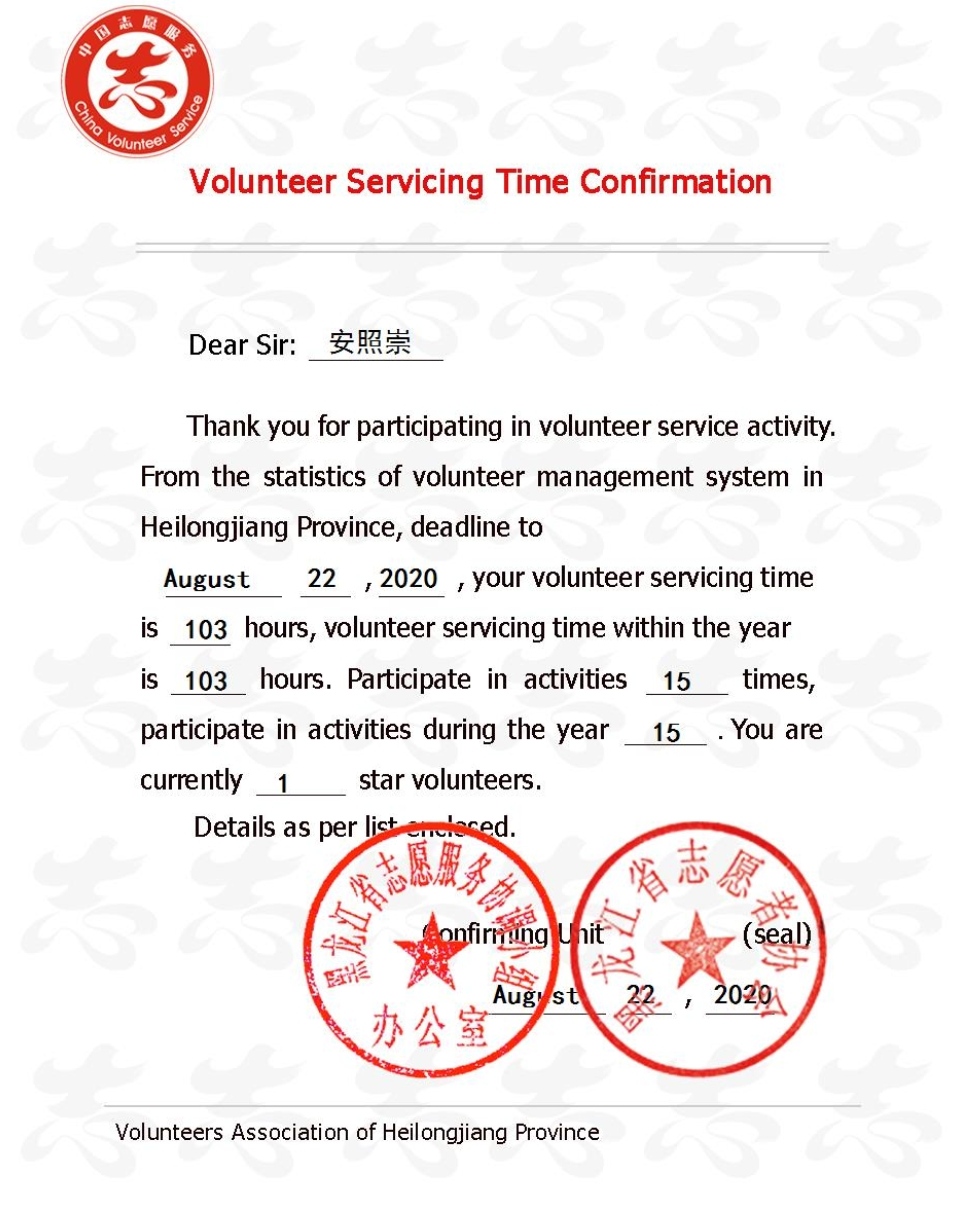 中国志愿服务
China Volunteer Service
Volunteer Servicing Time Confirmation
Dear Sir: 安照崇
Thank you for participating in volunteer service activity.
From the statistics of volunteer management system in
Heilongjiang Province, deadline to
August 22 , 2020 , your volunteer servicing time
is 103 hours, volunteer servicing time within the year
is 103 hours. Participate in activities 15 times,
participate in activities during the year 15 . You are
currently 1 star volunteers.
Details as per list enclosed.
黑龙江省志愿服务协调小组
办公室
黑龙江省志愿者协会
Confirming Unit (seal)
August 22 , 2020
Volunteers Association of Heilongjiang Province